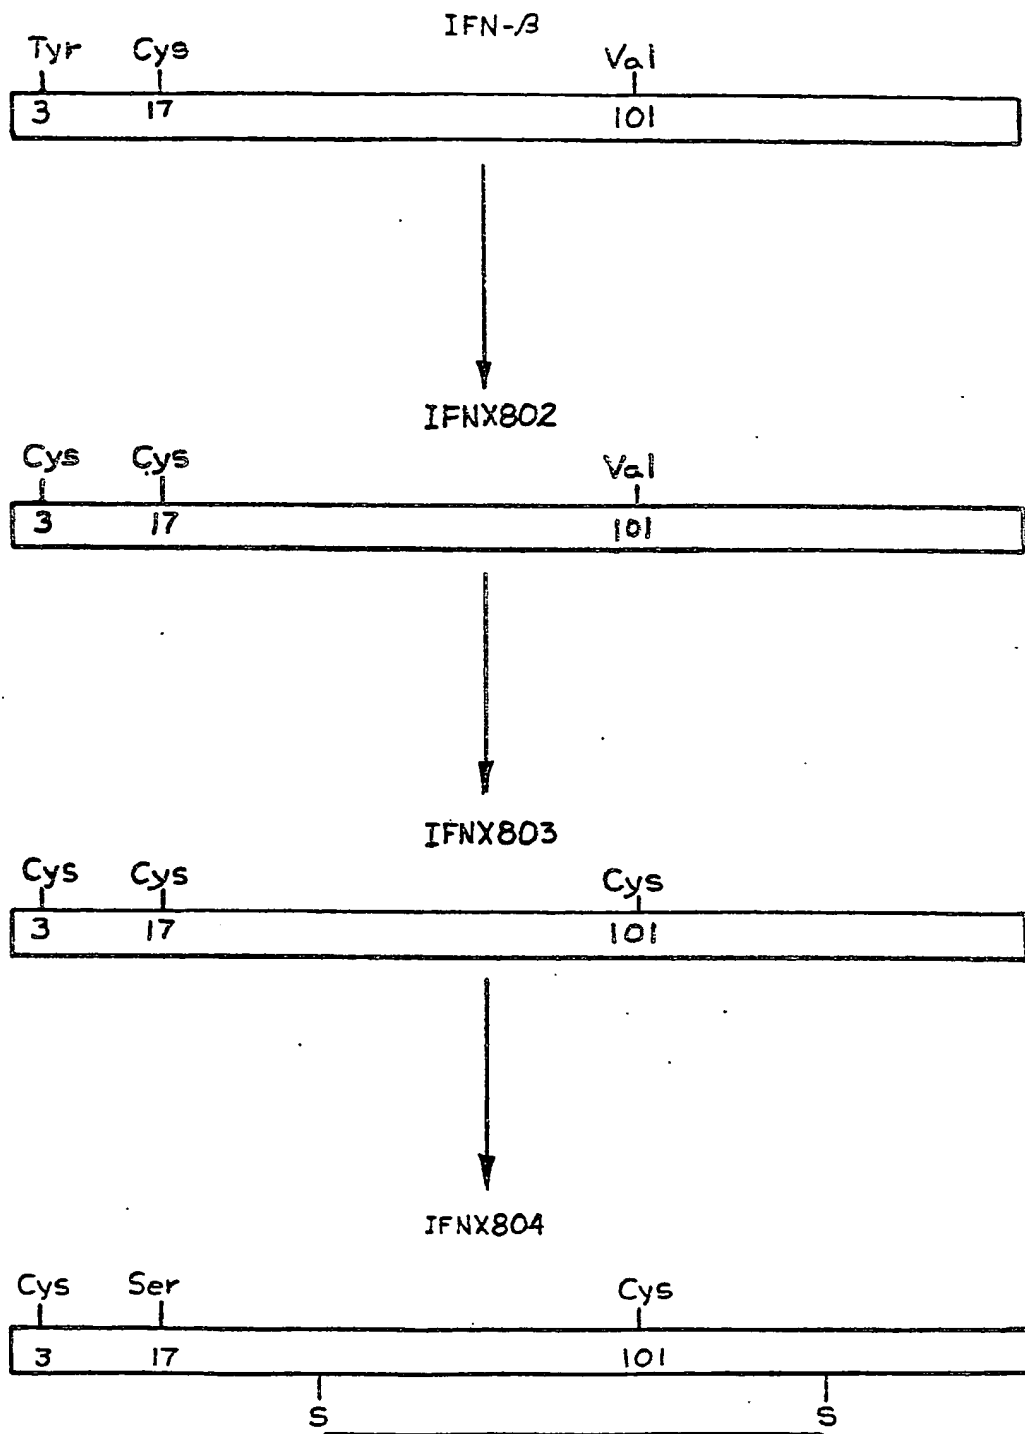 IFN-β
Tyr Cys Val
3 17 101
IFNX802
Cys Cys Val
3 17 101
IFNX803
Cys Cys Cys
3 17 101
IFNX804
Cys Ser Cys
3 17 101
S S